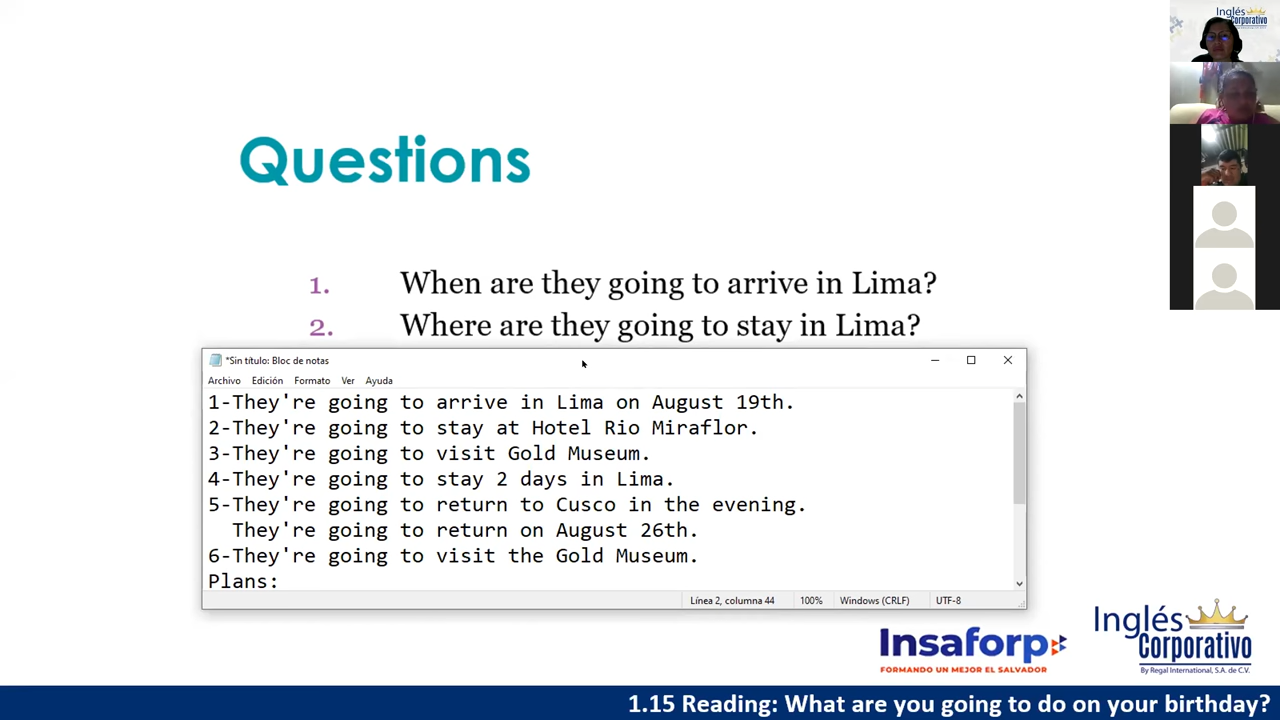 Inglés
Corporativo
Questions
1. When are they going to arrive in Lima?
2. Where are they going to stay in Lima?
*Sin título: Bloc de notas
Archivo Edición Formato Ver Ayuda
1-They're going to arrive in Lima on August 19th.
2-They're going to stay at Hotel Rio Miraflor.
3-They're going to visit Gold Museum.
4-They're going to stay 2 days in Lima.
5-They're going to return to Cusco in the evening.
They're going to return on August 26th.
6-They're going to visit the Gold Museum.
Plans:
Línea 2, columna 44 100% Windows (CRLF) UTF-8
Insaforp
FORMANDO UN MEJOR EL SALVADOR
Inglés
Corporativo
By Regal International, S.A. de C.V.
1.15 Reading: What are you going to do on your birthday?